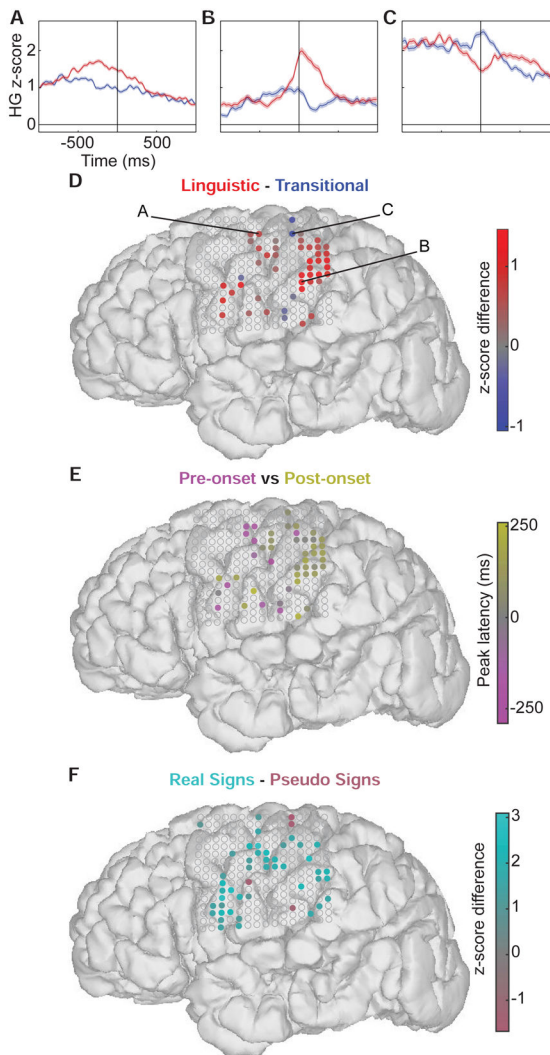 A B C
HG z-score
2
1
0
-500 500
Time (ms)
D Linguistic - Transitional
A C
B
1
0
-1
z-score difference
E Pre-onset vs Post-onset
250
0
-250
Peak latency (ms)
F Real Signs - Pseudo Signs
3
2
1
0
-1
z-score difference